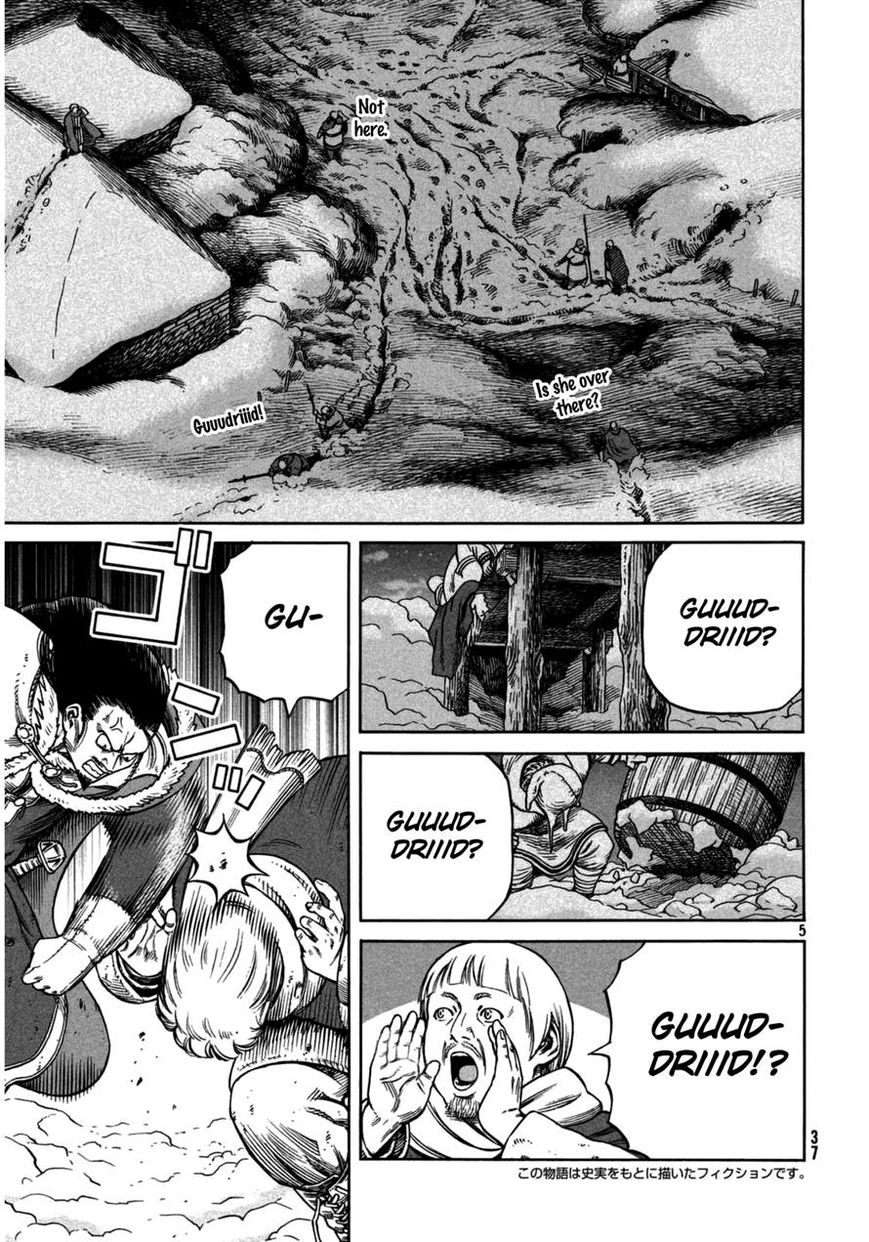 Not
here.
Is she over
there?
Guuudriiid!
GUUUD-
DRIIID?
GUUUD-
DRIIID?
GUUUD-
DRIIID!?
GU-
ゴンッ
5
37
この物語は史実をもとに描いたフィクションです。